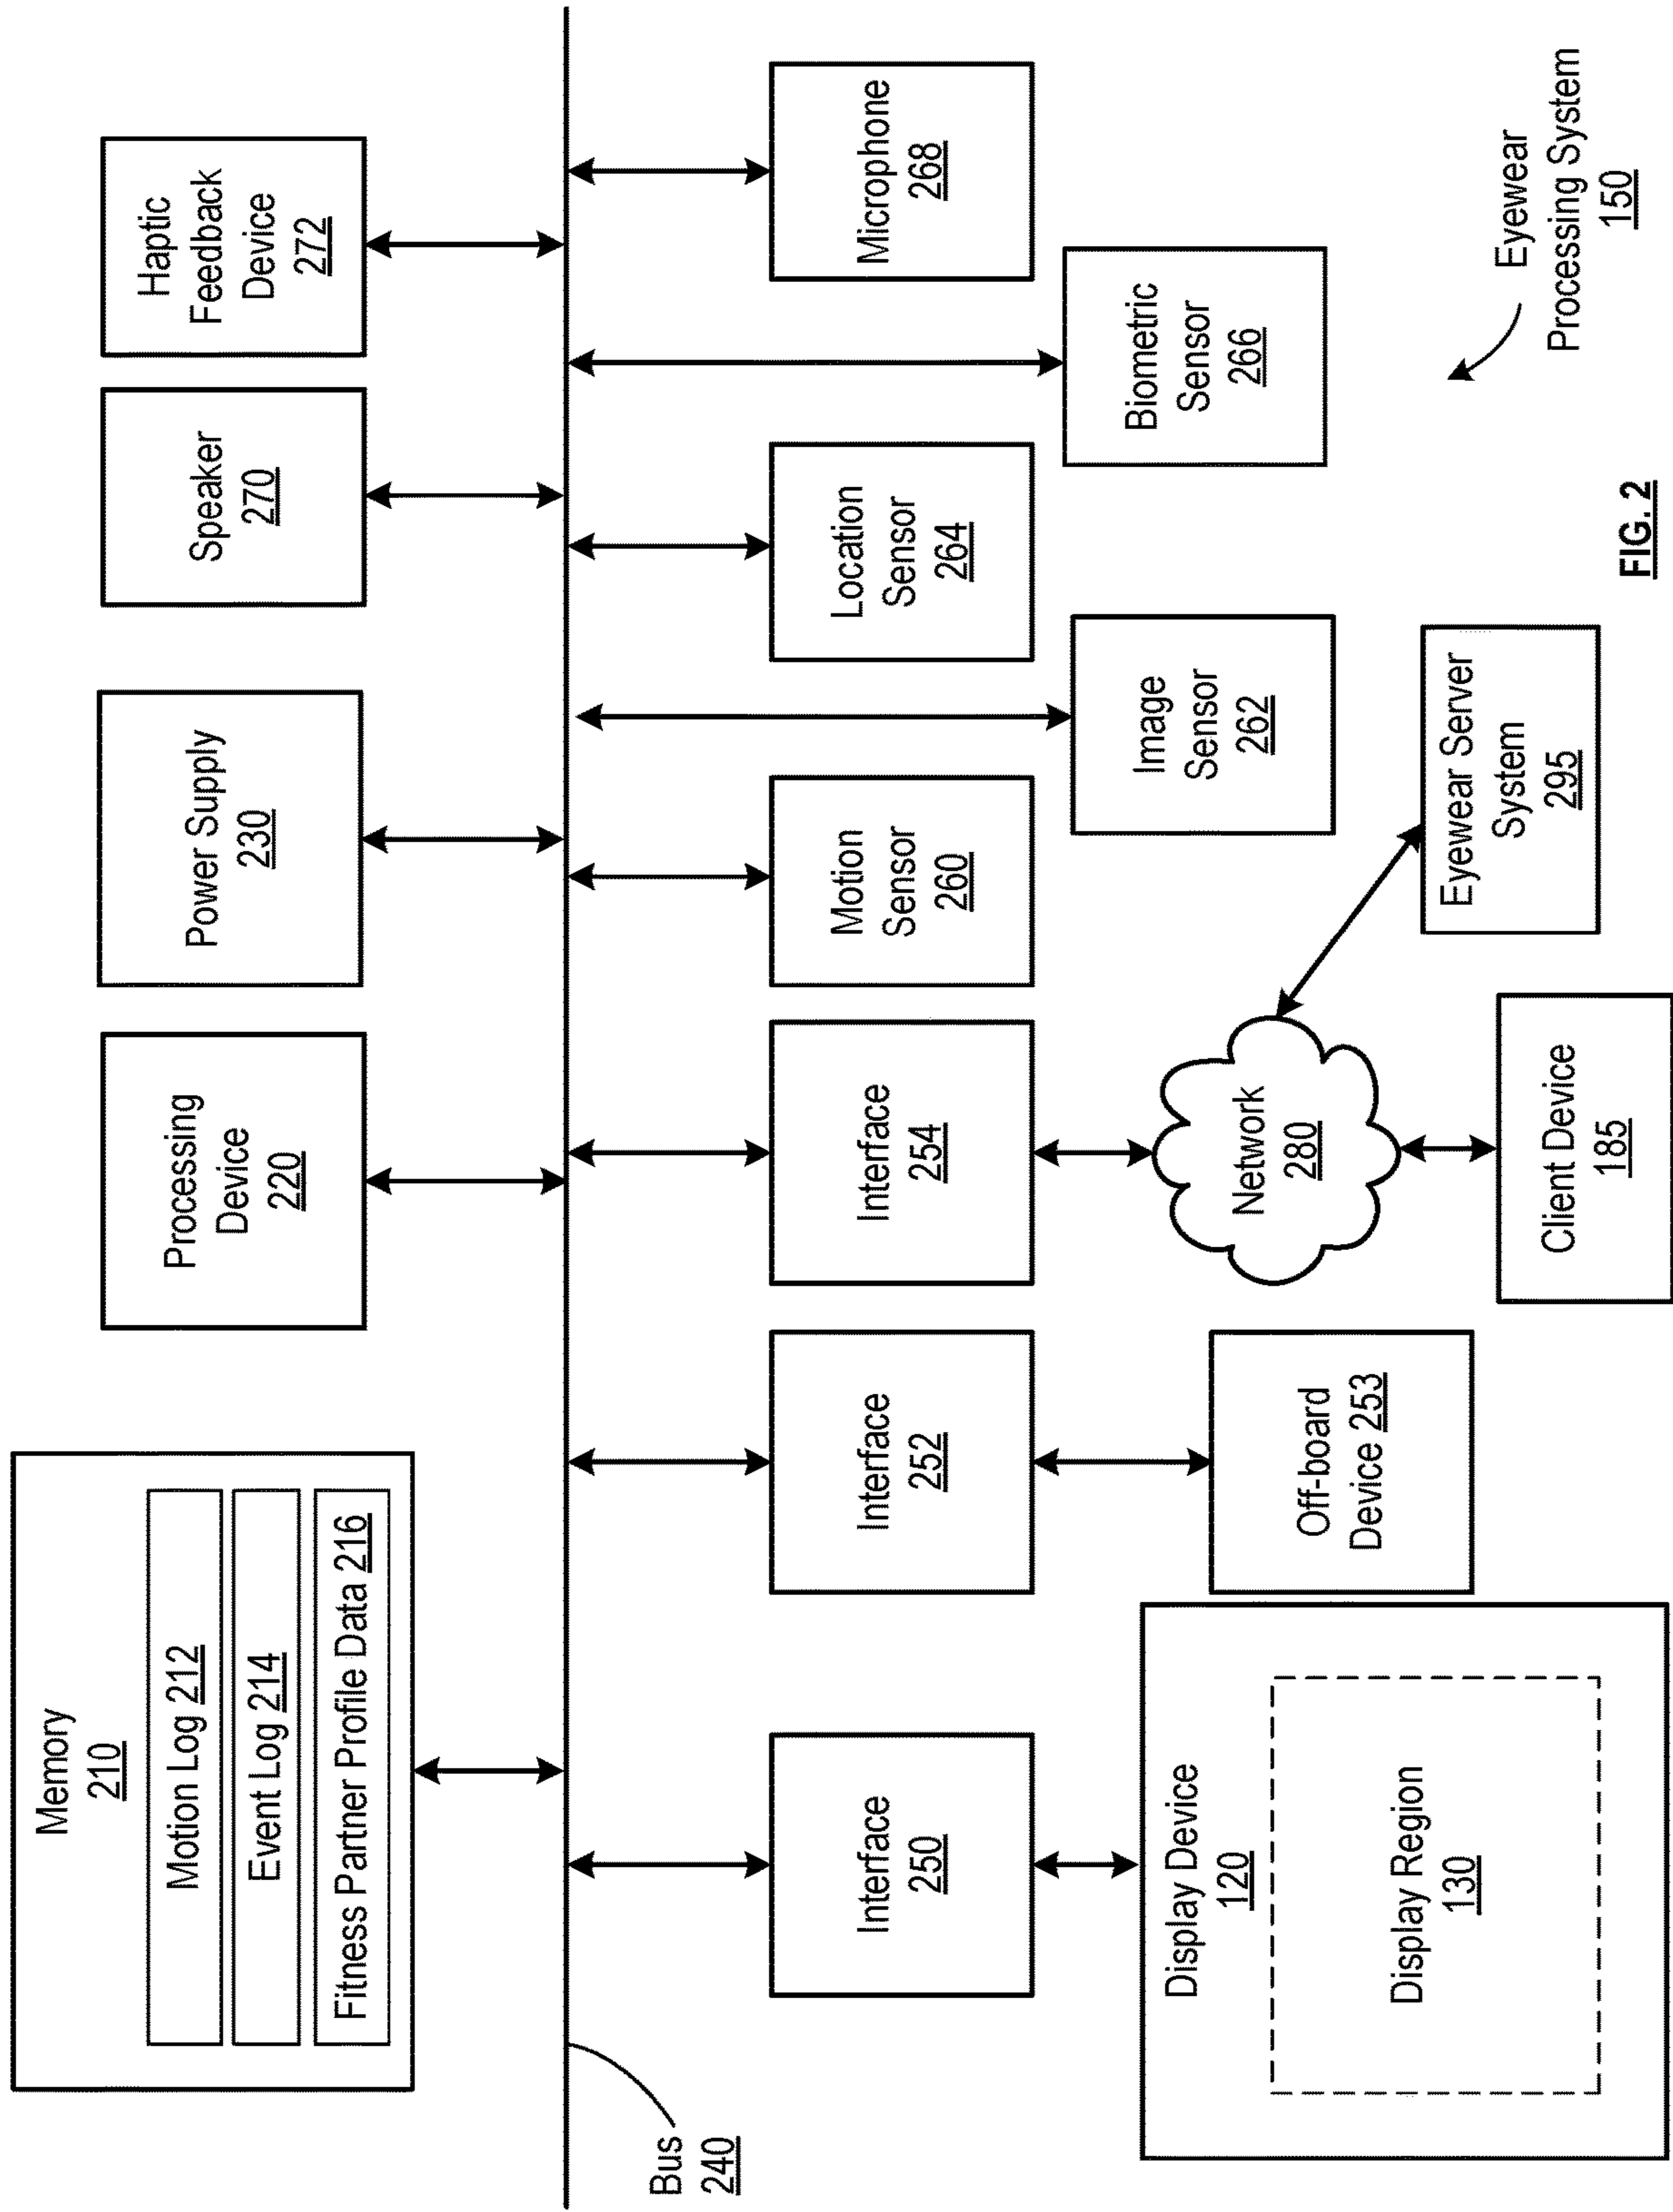 Memory
210
Motion Log 212
Event Log 214
Fitness Partner Profile Data 216
Processing
Device
220
Power Supply
230
Speaker
270
Haptic
Feedback
Device
272
Bus
240
Interface
250
Interface
252
Interface
254
Motion
Sensor
260
Location
Sensor
264
Microphone
268
Image
Sensor
262
Biometric
Sensor
266
Display Device
120
Display Region
130
Off-board
Device 253
Network
280
Client Device
185
Eyewear Server
System
295
Eyewear
Processing System
150
FIG. 2